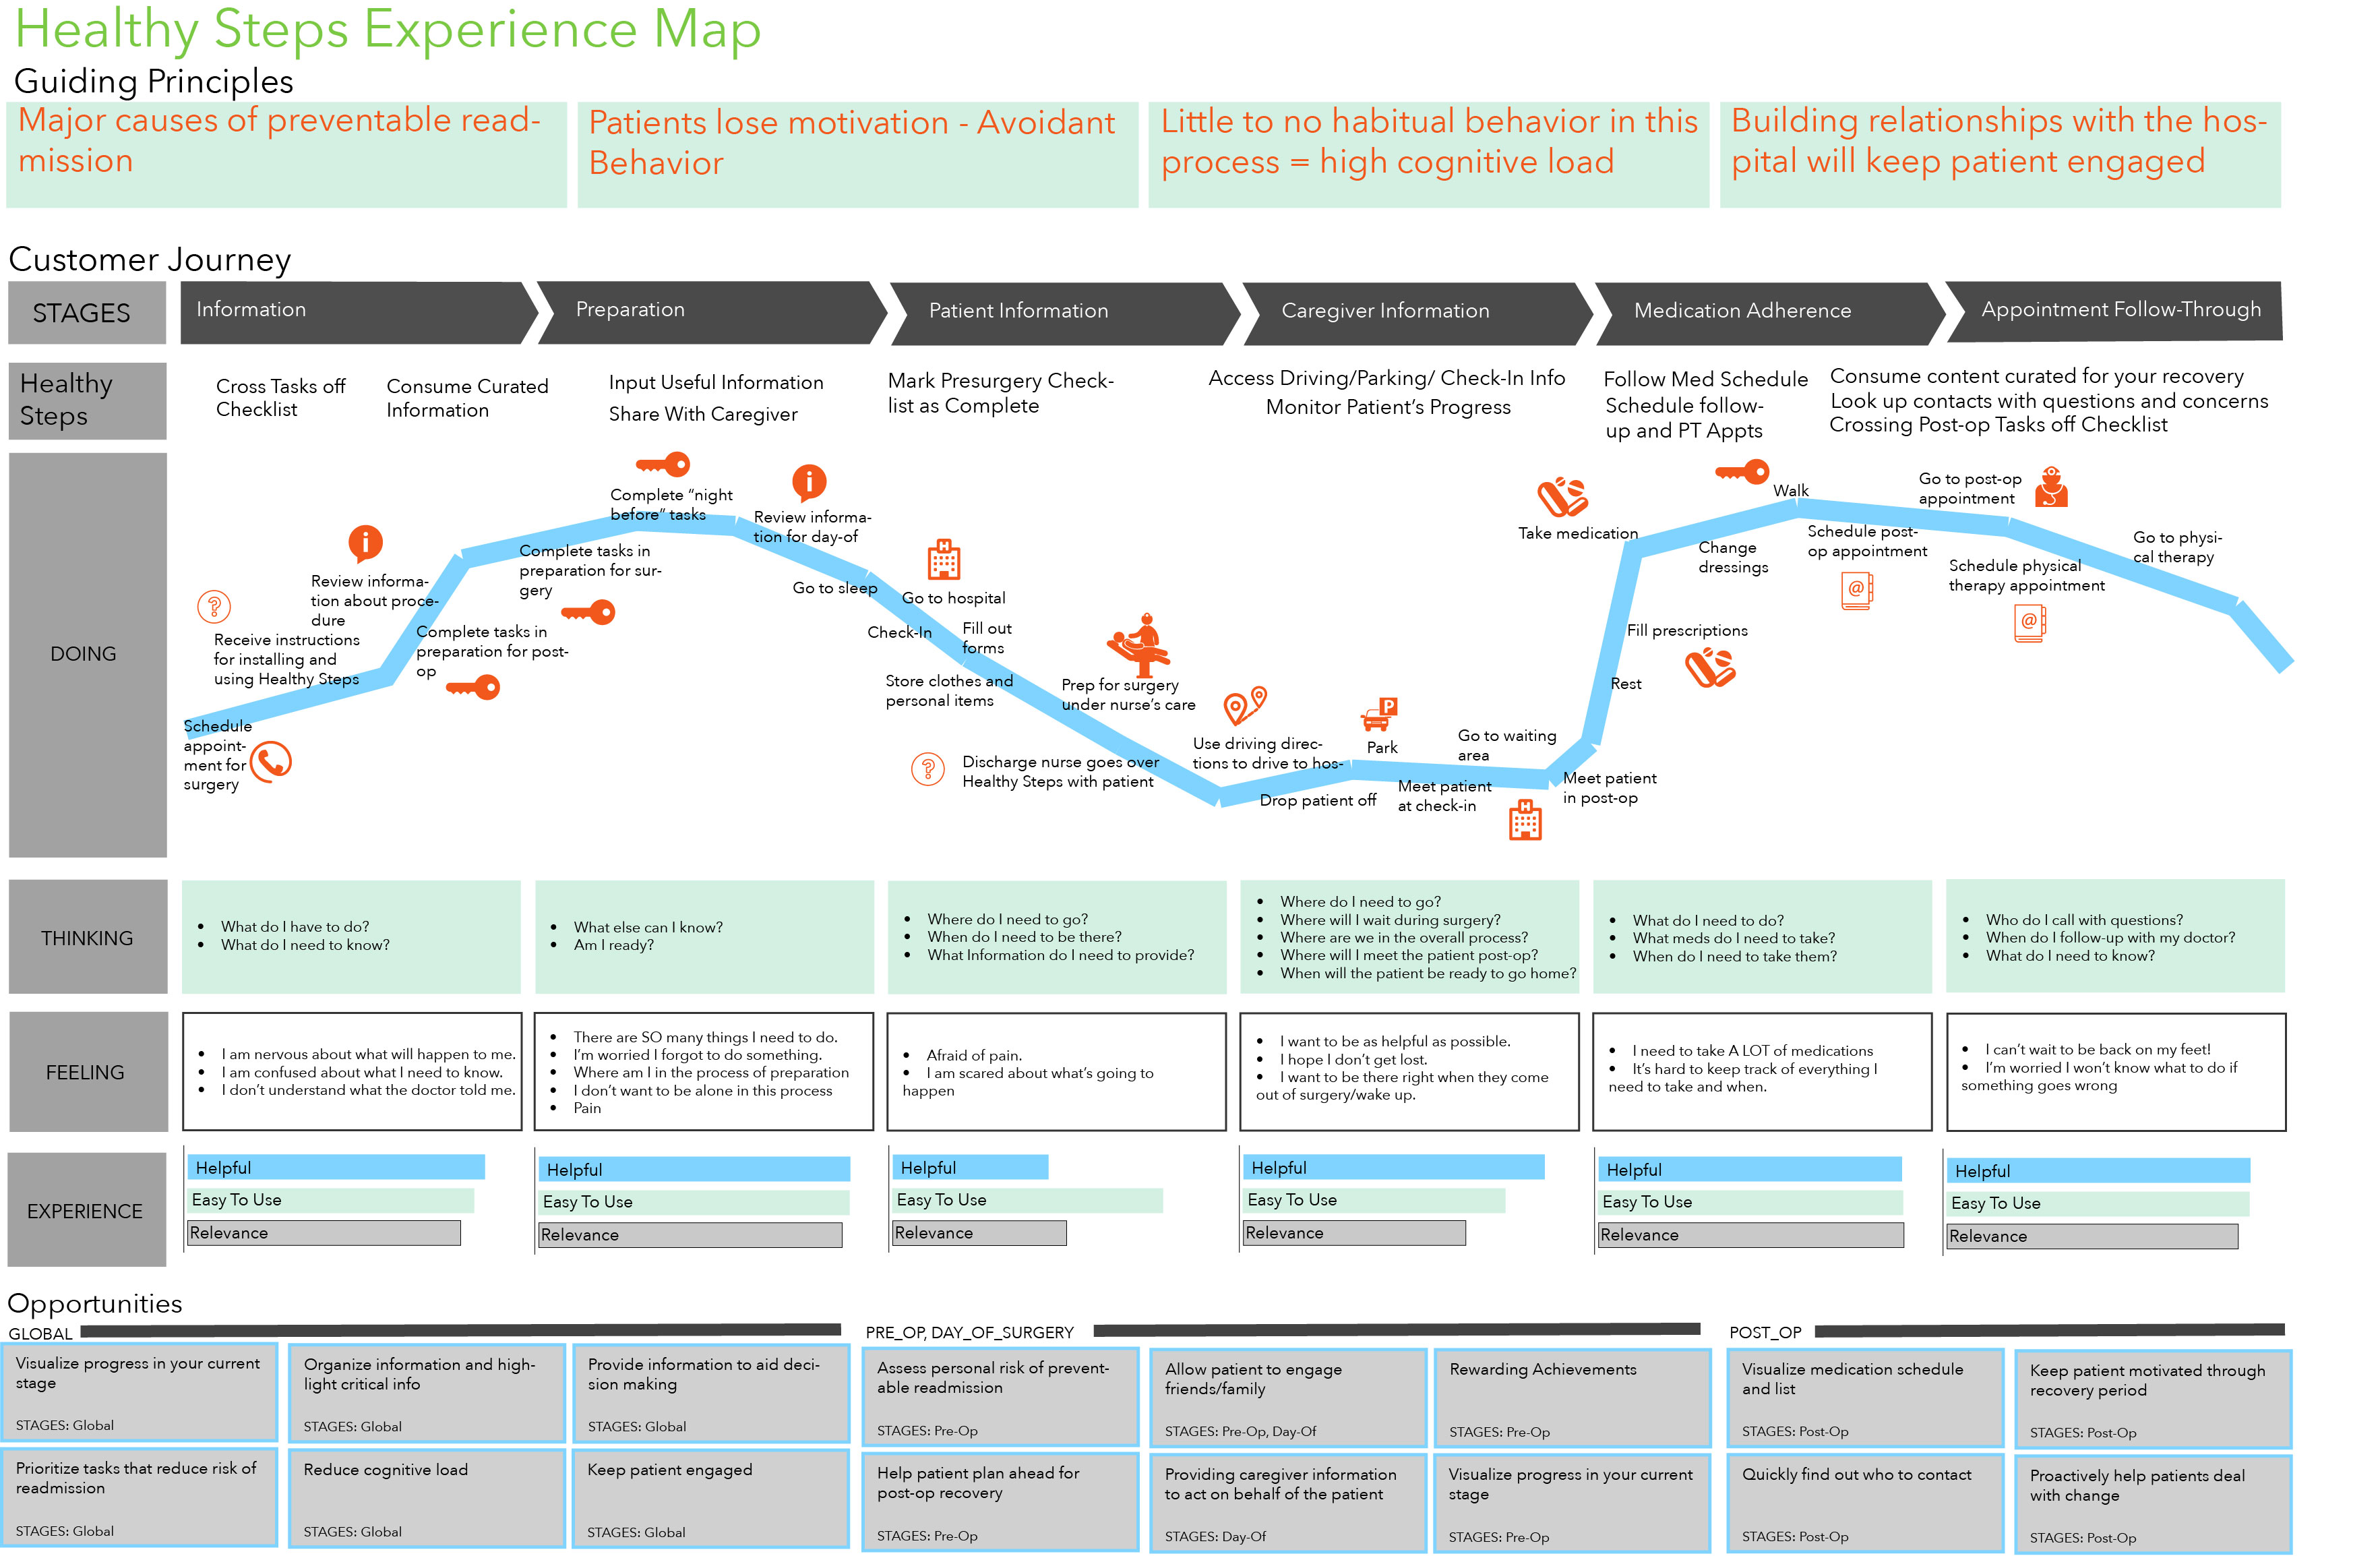 Healthy Steps Experience Map
Guiding Principles
Major causes of preventable read-
mission
Patients lose motivation - Avoidant
Behavior
Little to no habitual behavior in this
process = high cognitive load
Building relationships with the hos-
pital will keep patient engaged
Customer Journey
STAGES
Information
Preparation
Patient Information
Caregiver Information
Medication Adherence
Appointment Follow-Through
Healthy
Steps
Cross Tasks off
Checklist
Consume Curated
Information
Input Useful Information
Share With Caregiver
Mark Presurgery Check-
list as Complete
Access Driving/Parking/ Check-In Info
Monitor Patient's Progress
Follow Med Schedule
Schedule follow-
up and PT Appts
Consume content curated for your recovery
Look up contacts with questions and concerns
Crossing Post-op Tasks off Checklist
DOING
Schedule
appoint-
ment for
surgery
?
Receive instructions
for installing and
using Healthy Steps
i
Review informa-
tion about proce-
dure
Complete tasks in
preparation for post-
op
Complete tasks in
preparation for sur-
gery
Complete "night
before" tasks
i
Review informa-
tion for day-of
Go to sleep
H
Go to hospital
Check-In
Fill out
forms
Store clothes and
personal items
Prep for surgery
under nurse's care
?
Discharge nurse goes over
Healthy Steps with patient
Use driving direc-
tions to drive to hos-
Drop patient off
P
Park
Meet patient
at check-in
Go to waiting
area
H
Meet patient
in post-op
Rest
Fill prescriptions
Take medication
Change
dressings
Walk
Schedule post-
op appointment
@
Go to post-op
appointment
Schedule physical
therapy appointment
@
Go to physi-
cal therapy
THINKING
• What do I have to do?
• What do I need to know?
• What else can I know?
• Am I ready?
• Where do I need to go?
• When do I need to be there?
• What Information do I need to provide?
• Where do I need to go?
• Where will I wait during surgery?
• Where are we in the overall process?
• Where will I meet the patient post-op?
• When will the patient be ready to go home?
• What do I need to do?
• What meds do I need to take?
• When do I need to take them?
• Who do I call with questions?
• When do I follow-up with my doctor?
• What do I need to know?
FEELING
• I am nervous about what will happen to me.
• I am confused about what I need to know.
• I don't understand what the doctor told me.
• There are SO many things I need to do.
• I'm worried I forgot to do something.
• Where am I in the process of preparation
• I don't want to be alone in this process
• Pain
• Afraid of pain.
• I am scared about what's going to
happen
• I want to be as helpful as possible.
• I hope I don't get lost.
• I want to be there right when they come
out of surgery/wake up.
• I need to take A LOT of medications
• It's hard to keep track of everything I
need to take and when.
• I can't wait to be back on my feet!
• I'm worried I won't know what to do if
something goes wrong
EXPERIENCE
Helpful
Easy To Use
Relevance
Helpful
Easy To Use
Relevance
Helpful
Easy To Use
Relevance
Helpful
Easy To Use
Relevance
Helpful
Easy To Use
Relevance
Helpful
Easy To Use
Relevance
Opportunities
GLOBAL
Visualize progress in your current
stage
STAGES: Global
Organize information and high-
light critical info
STAGES: Global
Provide information to aid deci-
sion making
STAGES: Global
Prioritize tasks that reduce risk of
readmission
STAGES: Global
Reduce cognitive load
STAGES: Global
Keep patient engaged
STAGES: Global
PRE_OP, DAY_OF_SURGERY
Assess personal risk of prevent-
able readmission
STAGES: Pre-Op
Allow patient to engage
friends/family
STAGES: Pre-Op, Day-Of
Rewarding Achievements
STAGES: Pre-Op
Help patient plan ahead for
post-op recovery
STAGES: Pre-Op
Providing caregiver information
to act on behalf of the patient
STAGES: Day-Of
Visualize progress in your current
stage
STAGES: Pre-Op
POST_OP
Visualize medication schedule
and list
STAGES: Post-Op
Keep patient motivated through
recovery period
STAGES: Post-Op
Quickly find out who to contact
STAGES: Post-Op
Proactively help patients deal
with change
STAGES: Post-Op